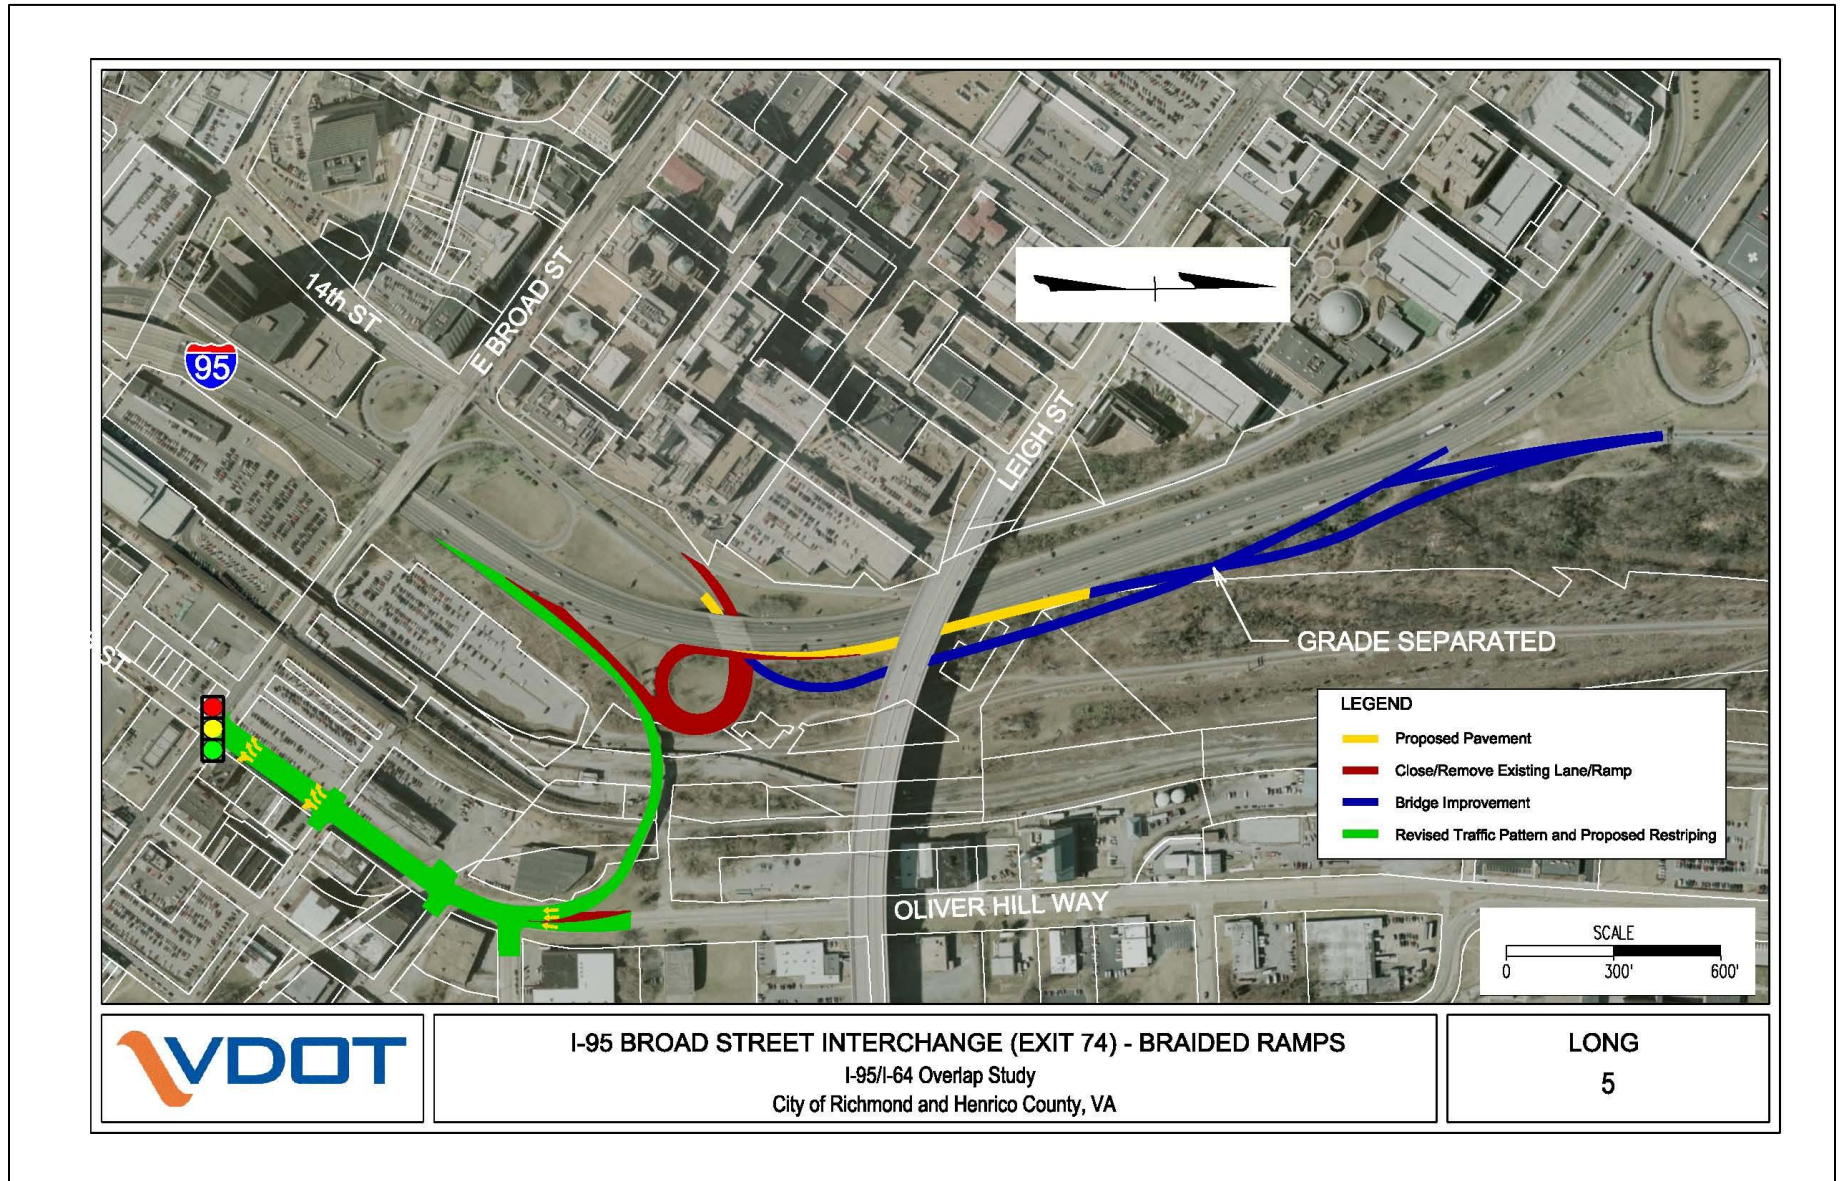 14th ST
E BROAD ST
95
LEIGH ST
ST
GRADE SEPARATED
LEGEND
Proposed Pavement
Close/Remove Existing Lane/Ramp
Bridge Improvement
Revised Traffic Pattern and Proposed Restriping
OLIVER HILL WAY
SCALE
0 300' 600'
VDOT
I-95 BROAD STREET INTERCHANGE (EXIT 74) - BRAIDED RAMPS
I-95/I-64 Overlap Study
City of Richmond and Henrico County, VA
LONG
5